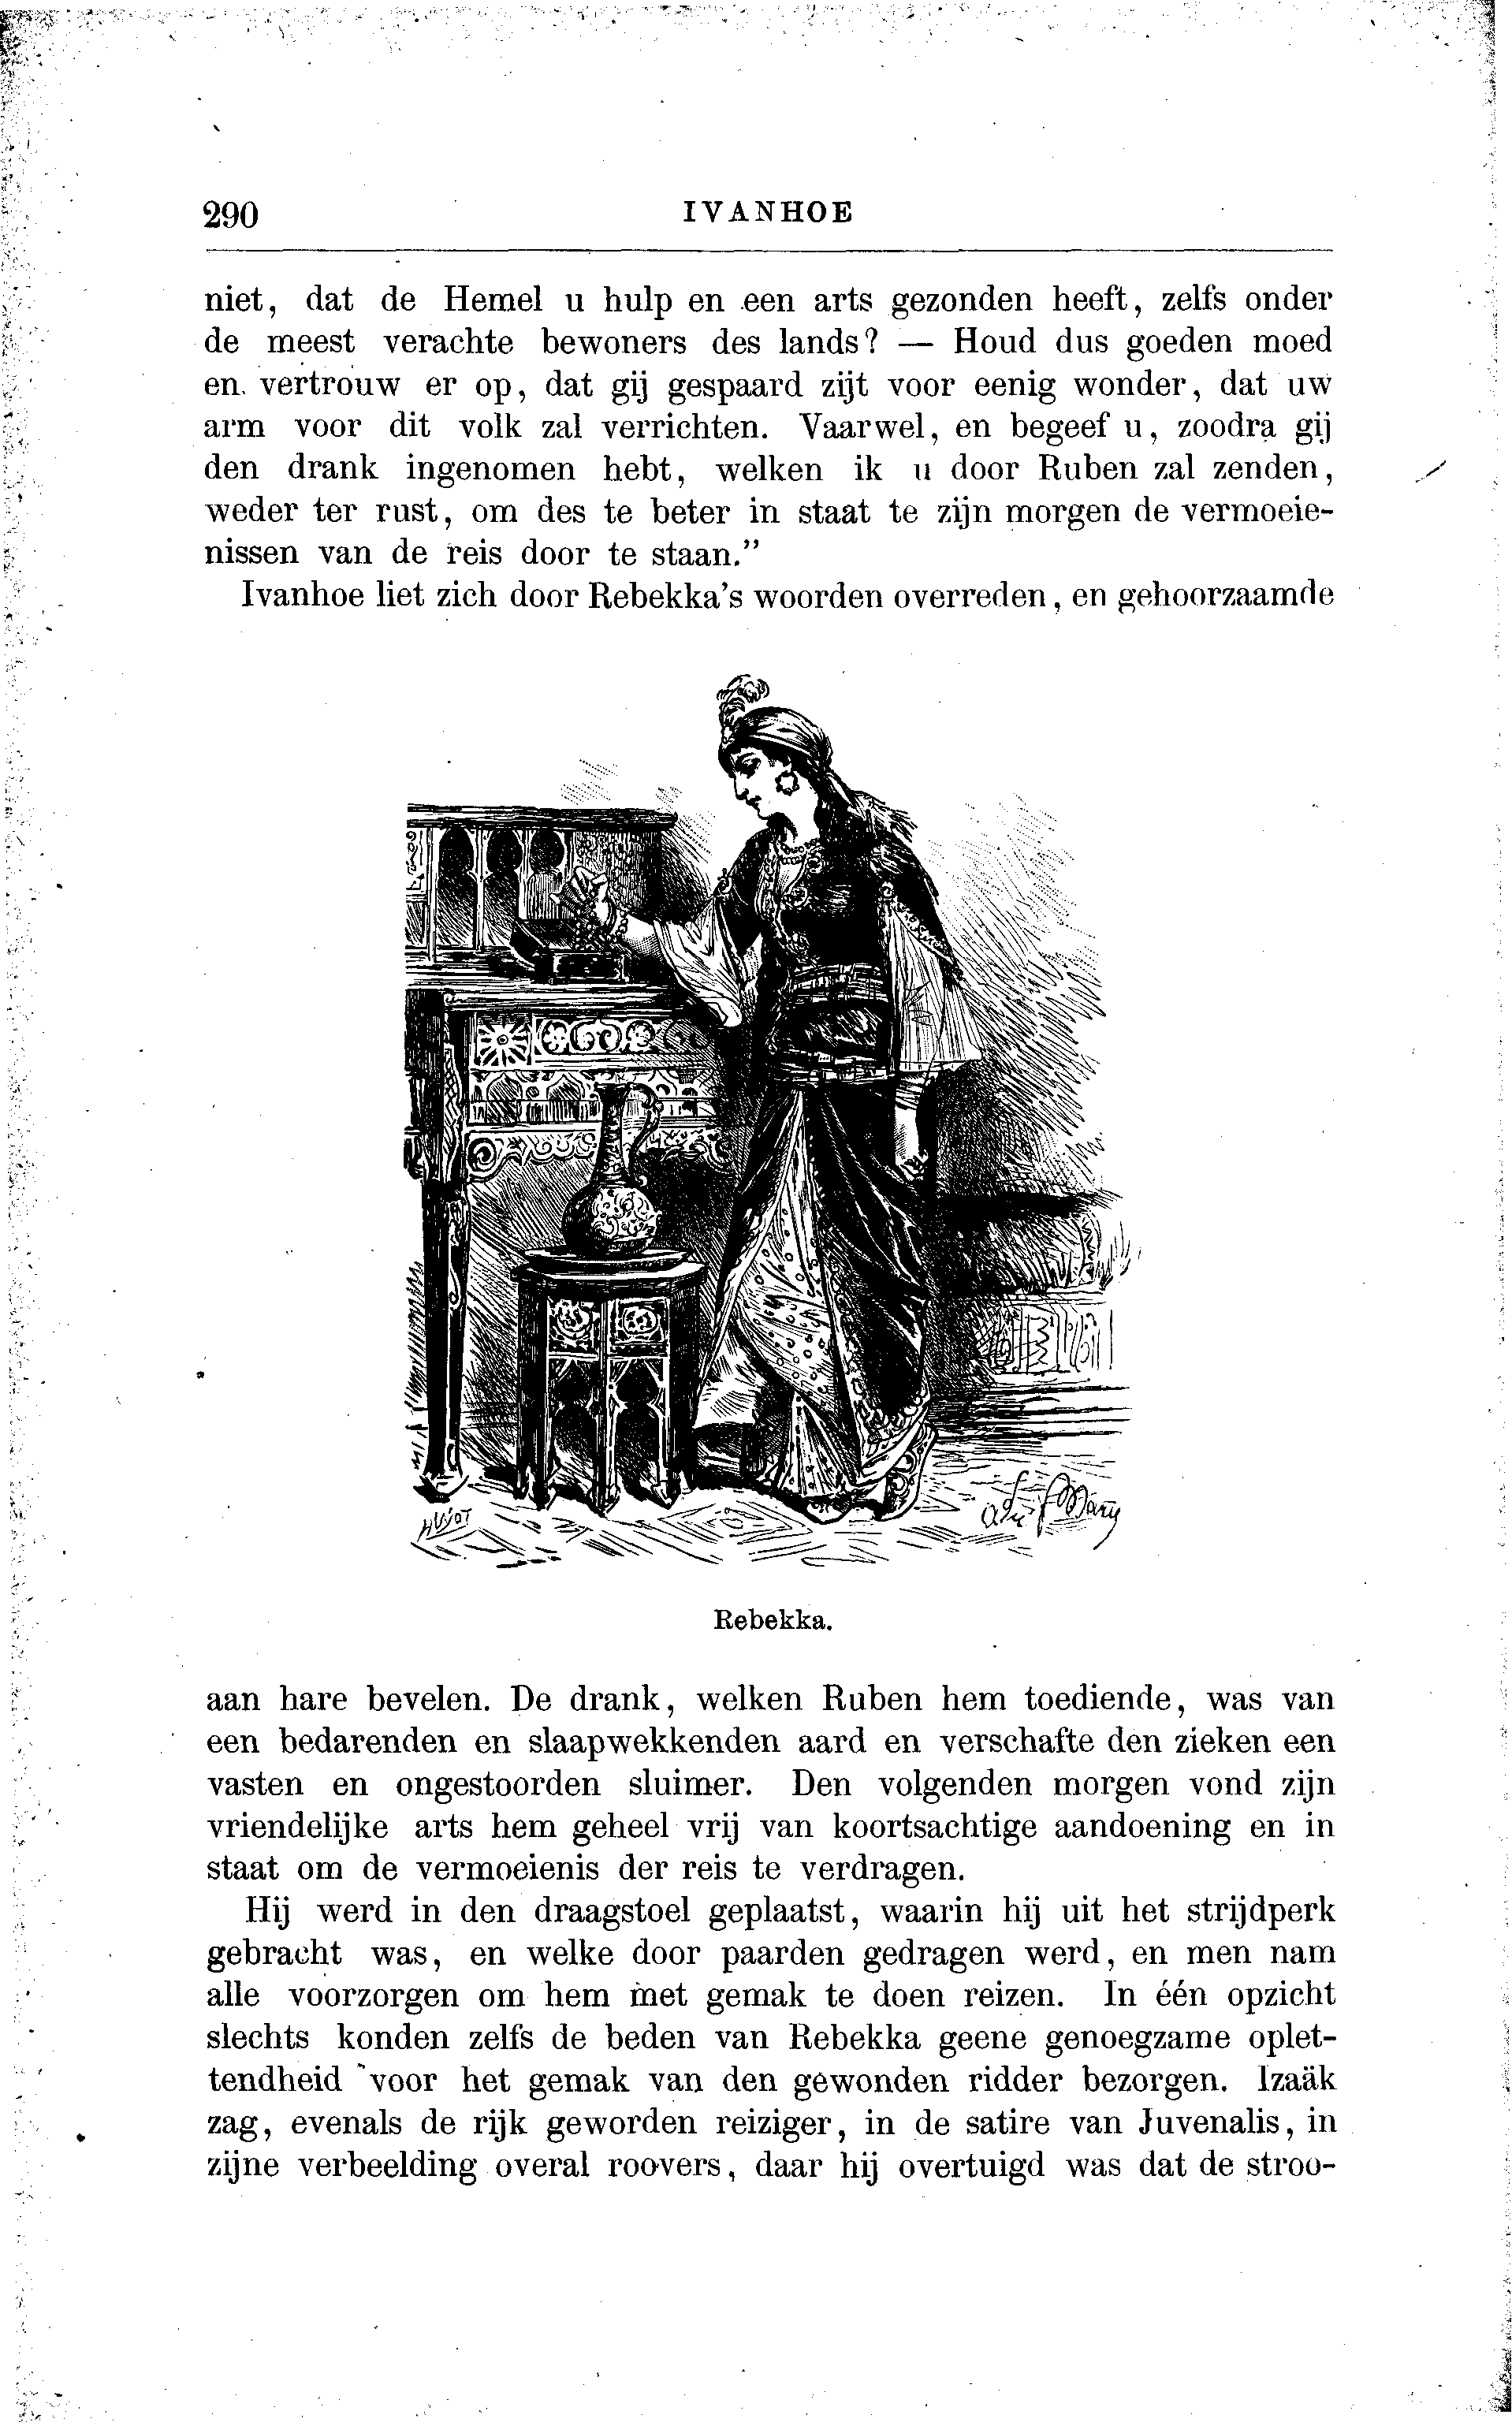 290
IVANHOE
niet, dat de Hemel u hulp en een arts gezonden heeft, zelfs onder
de meest verachte bewoners des lands? — Houd dus goeden moed
en vertrouw er op, dat gij gespaard zijt voor eenig wonder, dat uw
arm voor dit volk zal verrichten. Vaarwel, en begeef u, zoodra gij
den drank ingenomen hebt, welken ik u door Ruben zal zenden,
weder ter rust, om des te beter in staat te zijn morgen de vermoeie-
nissen van de reis door te staan.”
Ivanhoe liet zich door Rebekka's woorden overreden, en gehoorzaamde
HUYOT
Rebekka.
aan hare bevelen. De drank, welken Ruben hem toediende, was van
een bedarenden en slaapwekkenden aard en verschafte den zieken een
vasten en ongestoorden sluimer. Den volgenden morgen vond zijn
vriendelijke arts hem geheel vrij van koortsachtige aandoening en in
staat om de vermoeienis der reis te verdragen.
Hij werd in den draagstoel geplaatst, waarin hij uit het strijdperk
gebracht was, en welke door paarden gedragen werd, en men nam
alle voorzorgen om hem met gemak te doen reizen. In één opzicht
slechts konden zelfs de beden van Rebekka geene genoegzame oplet-
tendheid voor het gemak van den gewonden ridder bezorgen. Izaäk
zag, evenals de rijk geworden reiziger, in de satire van Juvenalis, in
zijne verbeelding overal roovers, daar hij overtuigd was dat de stroo-